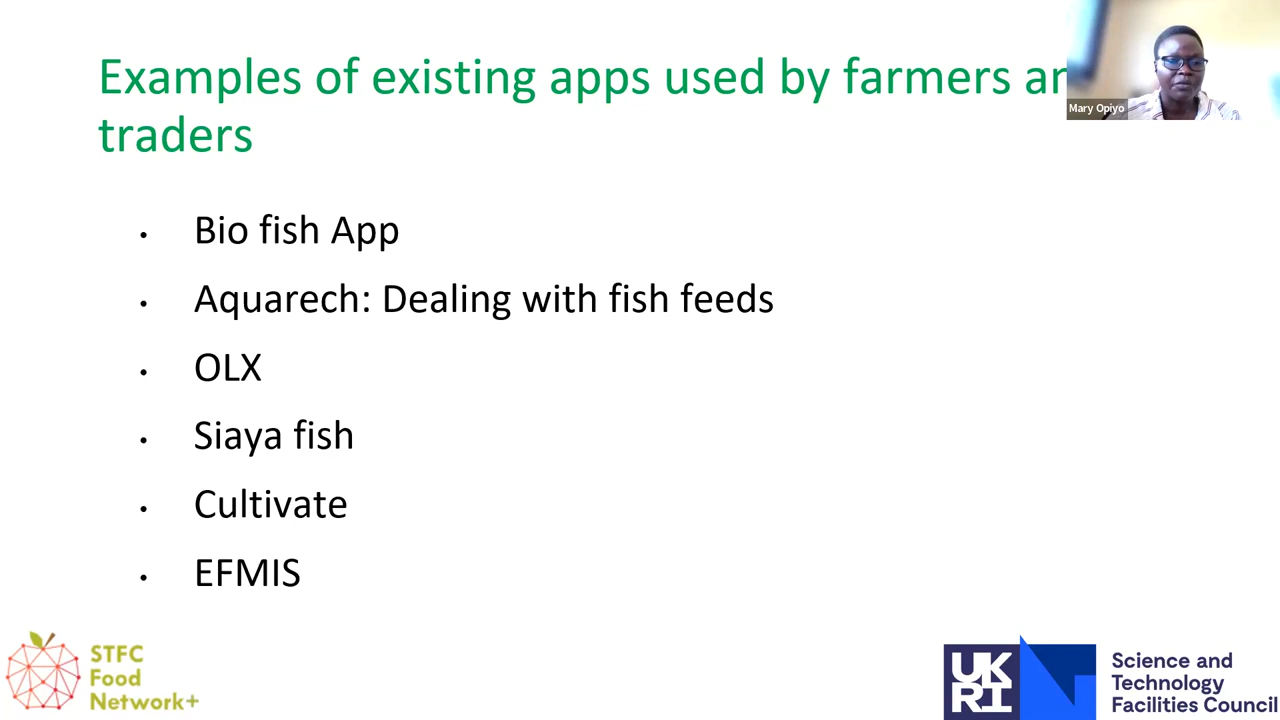 Examples of existing apps used by farmers
traders
Mary Opiyo
• Bio fish App
• Aquarech: Dealing with fish feeds
• OLX
• Siaya fish
• Cultivate
• EFMIS
STFC
Food
Network+
UK
RI
Science and
Technology
Facilities Council